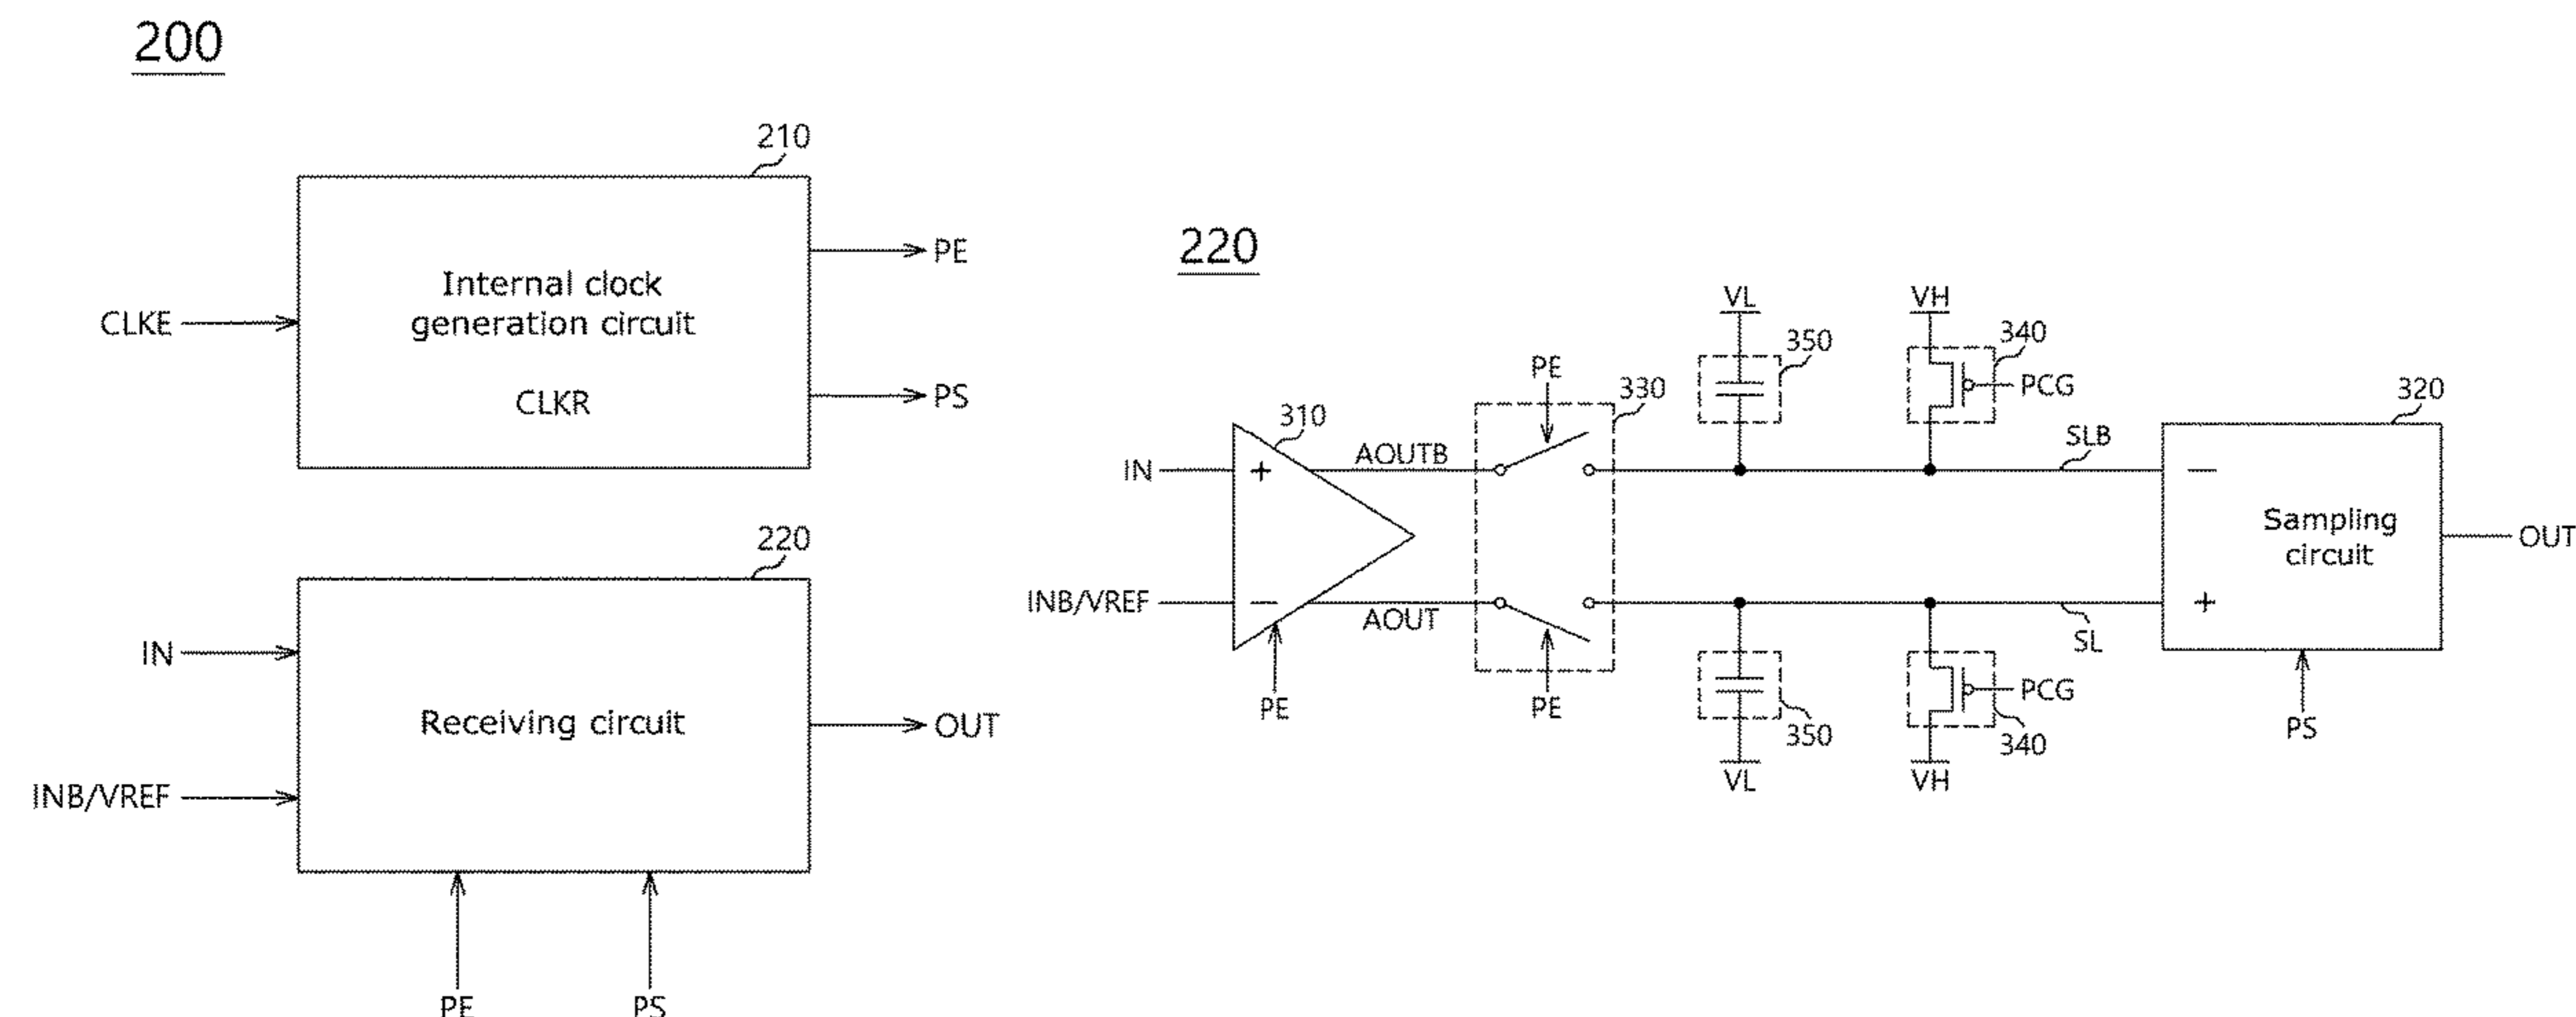 200
210
Internal clock
generation circuit
CLKR
CLKE
PE
PS
220
Receiving circuit
IN
INB/VREF
OUT
PE
PS
220
IN
INB/VREF
310
+
—
PE
AOUTB
AOUT
PE
330
PE
VL
350
VH
340
PCG
350
VL
PCG
340
VH
SLB
SL
320
—
Sampling
circuit
+
OUT
PS